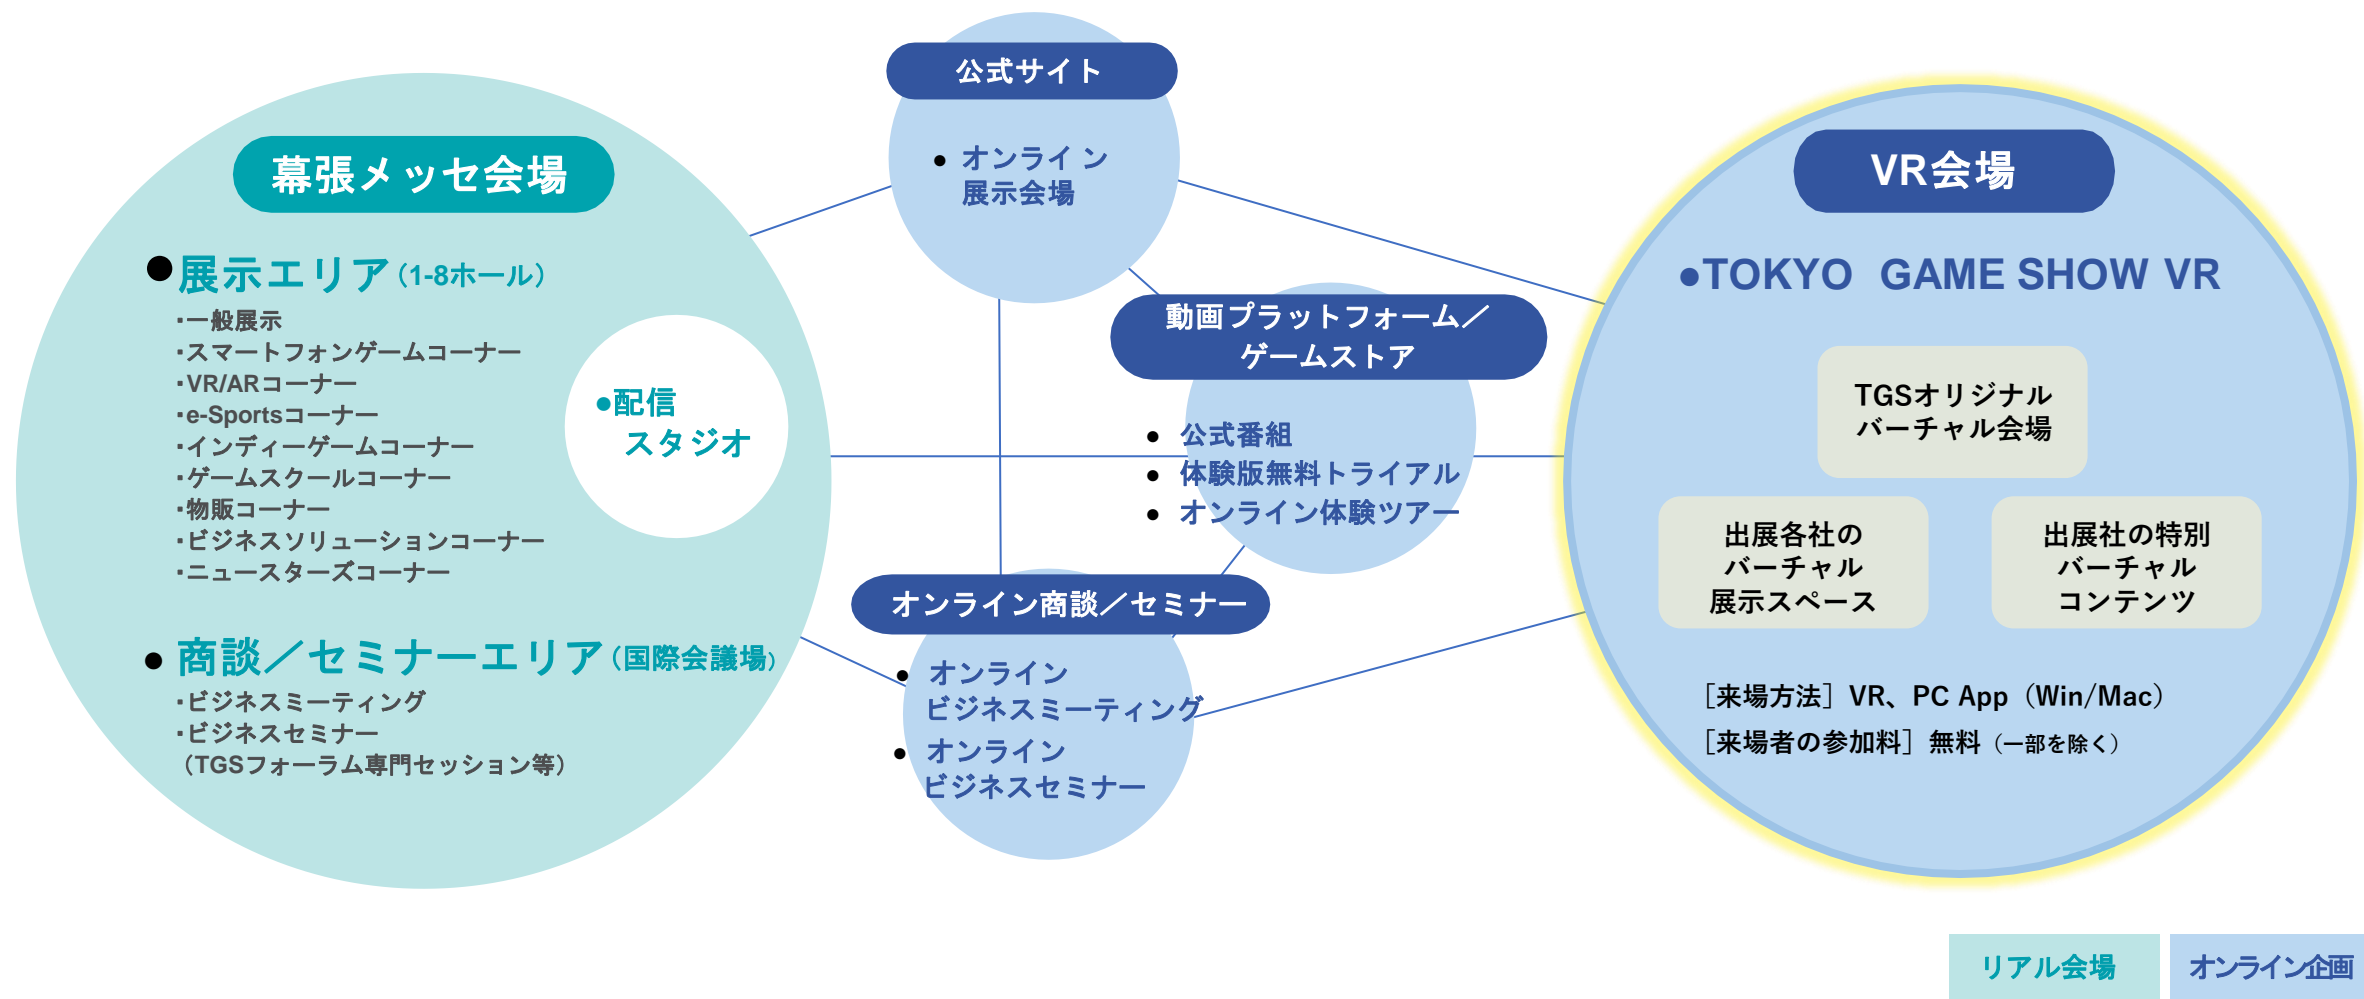 幕張メッセ会場
●展示エリア（1-8ホール）
・一般展示
・スマートフォンゲームコーナー
・VR/ARコーナー
・e-Sportsコーナー
・インディーゲームコーナー
・ゲームスクールコーナー
・物販コーナー
・ビジネスソリューションコーナー
・ニュースターズコーナー
●配信
スタジオ
● 商談／セミナーエリア（国際会議場）
・ビジネスミーティング
・ビジネスセミナー
（TGSフォーラム専門セッション等）
公式サイト
● オンライン
展示会場
動画プラットフォーム／
ゲームストア
● 公式番組
● 体験版無料トライアル
● オンライン体験ツアー
オンライン商談／セミナー
● オンライン
ビジネスミーティング
● オンライン
ビジネスセミナー
VR会場
●TOKYO GAME SHOW VR
TGSオリジナル
バーチャル会場
出展各社の
バーチャル
展示スペース
出展社の特別
バーチャル
コンテンツ
［来場方法］VR、PC App（Win/Mac）
［来場者の参加料］無料（一部を除く）
リアル会場
オンライン企画